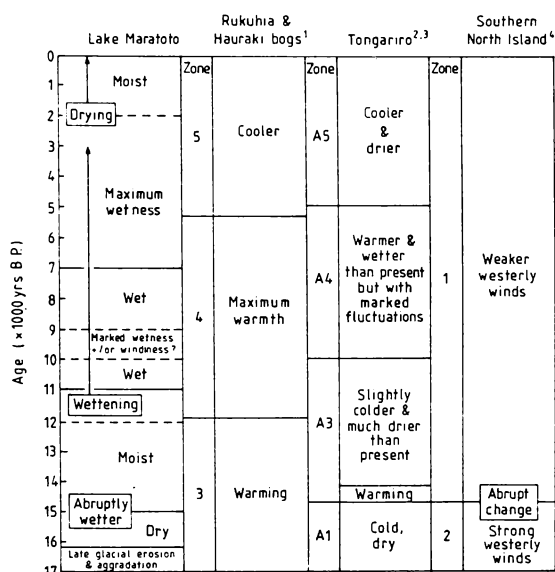 Lake Maratoto
Rukuhia &
Hauraki bogs¹
Tongariro²,³
Southern
North Island⁴
Age (x1000 yrs B.P.)
0
1
2
3
4
5
6
7
8
9
10
11
12
13
14
15
16
17
Moist
Drying
Maximum
wetness
Wet
Marked wetness
+/or windiness?
Wet
Wettening
Moist
Abruptly
wetter
Dry
Late glacial erosion
& aggradation
Zone
5
4
3
Cooler
Maximum
warmth
Warming
Zone
A5
A4
A3
A1
Cooler
&
drier
Warmer &
wetter
than present
but with
marked
fluctuations
Slightly
colder &
much drier
than
present
Warming
Cold,
dry
Zone
1
2
Weaker
westerly
winds
Abrupt
change
Strong
westerly
winds